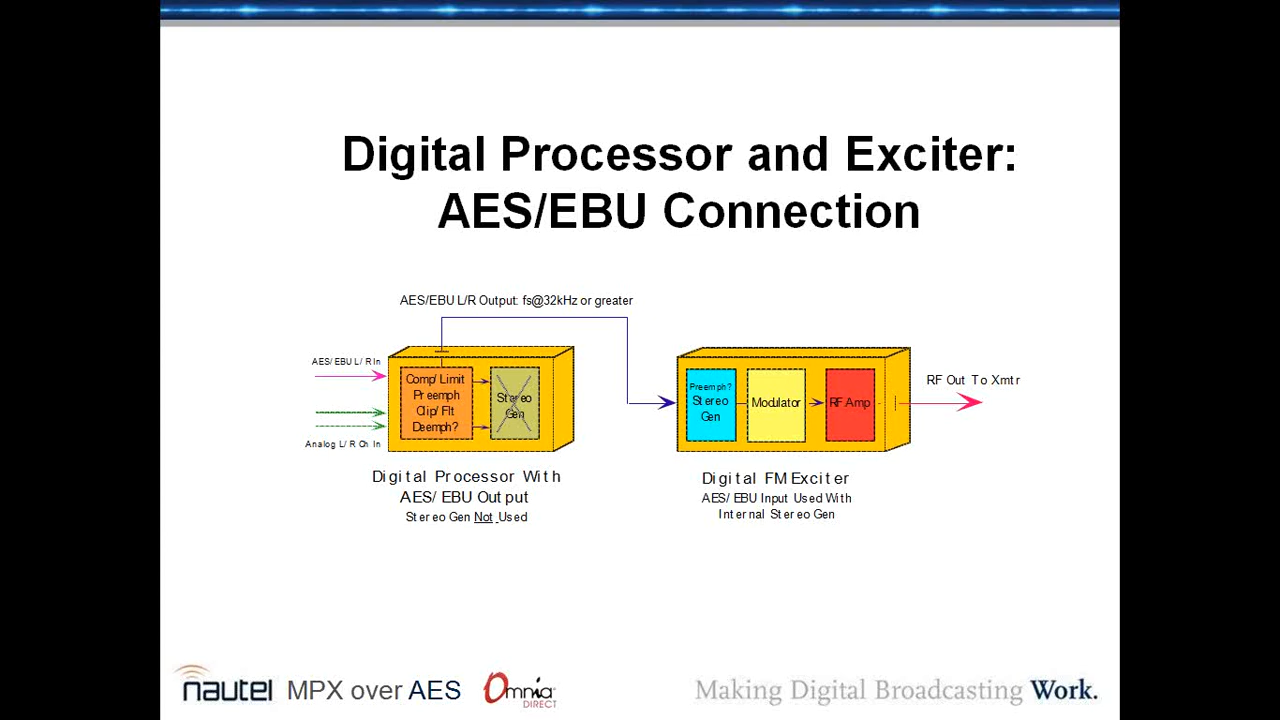 Digital Processor and Exciter:
AES/EBU Connection
AES/EBU L/R Output: fs@32kHz or greater
AES/EBU L/R In
Analog L/R Ch In
Comp/Limit
Preemph
Clip/Flt
Deemph?
Stereo
Gen
Preemph?
Stereo
Gen
Modulator
RF Amp
RF Out To Xmtr
Digital Processor With
AES/EBU Output
Stereo Gen Not Used
Digital FM Exciter
AES/EBU Input Used With
Internal Stereo Gen
nautel MPX over AES Omnia DIRECT
Making Digital Broadcasting Work.